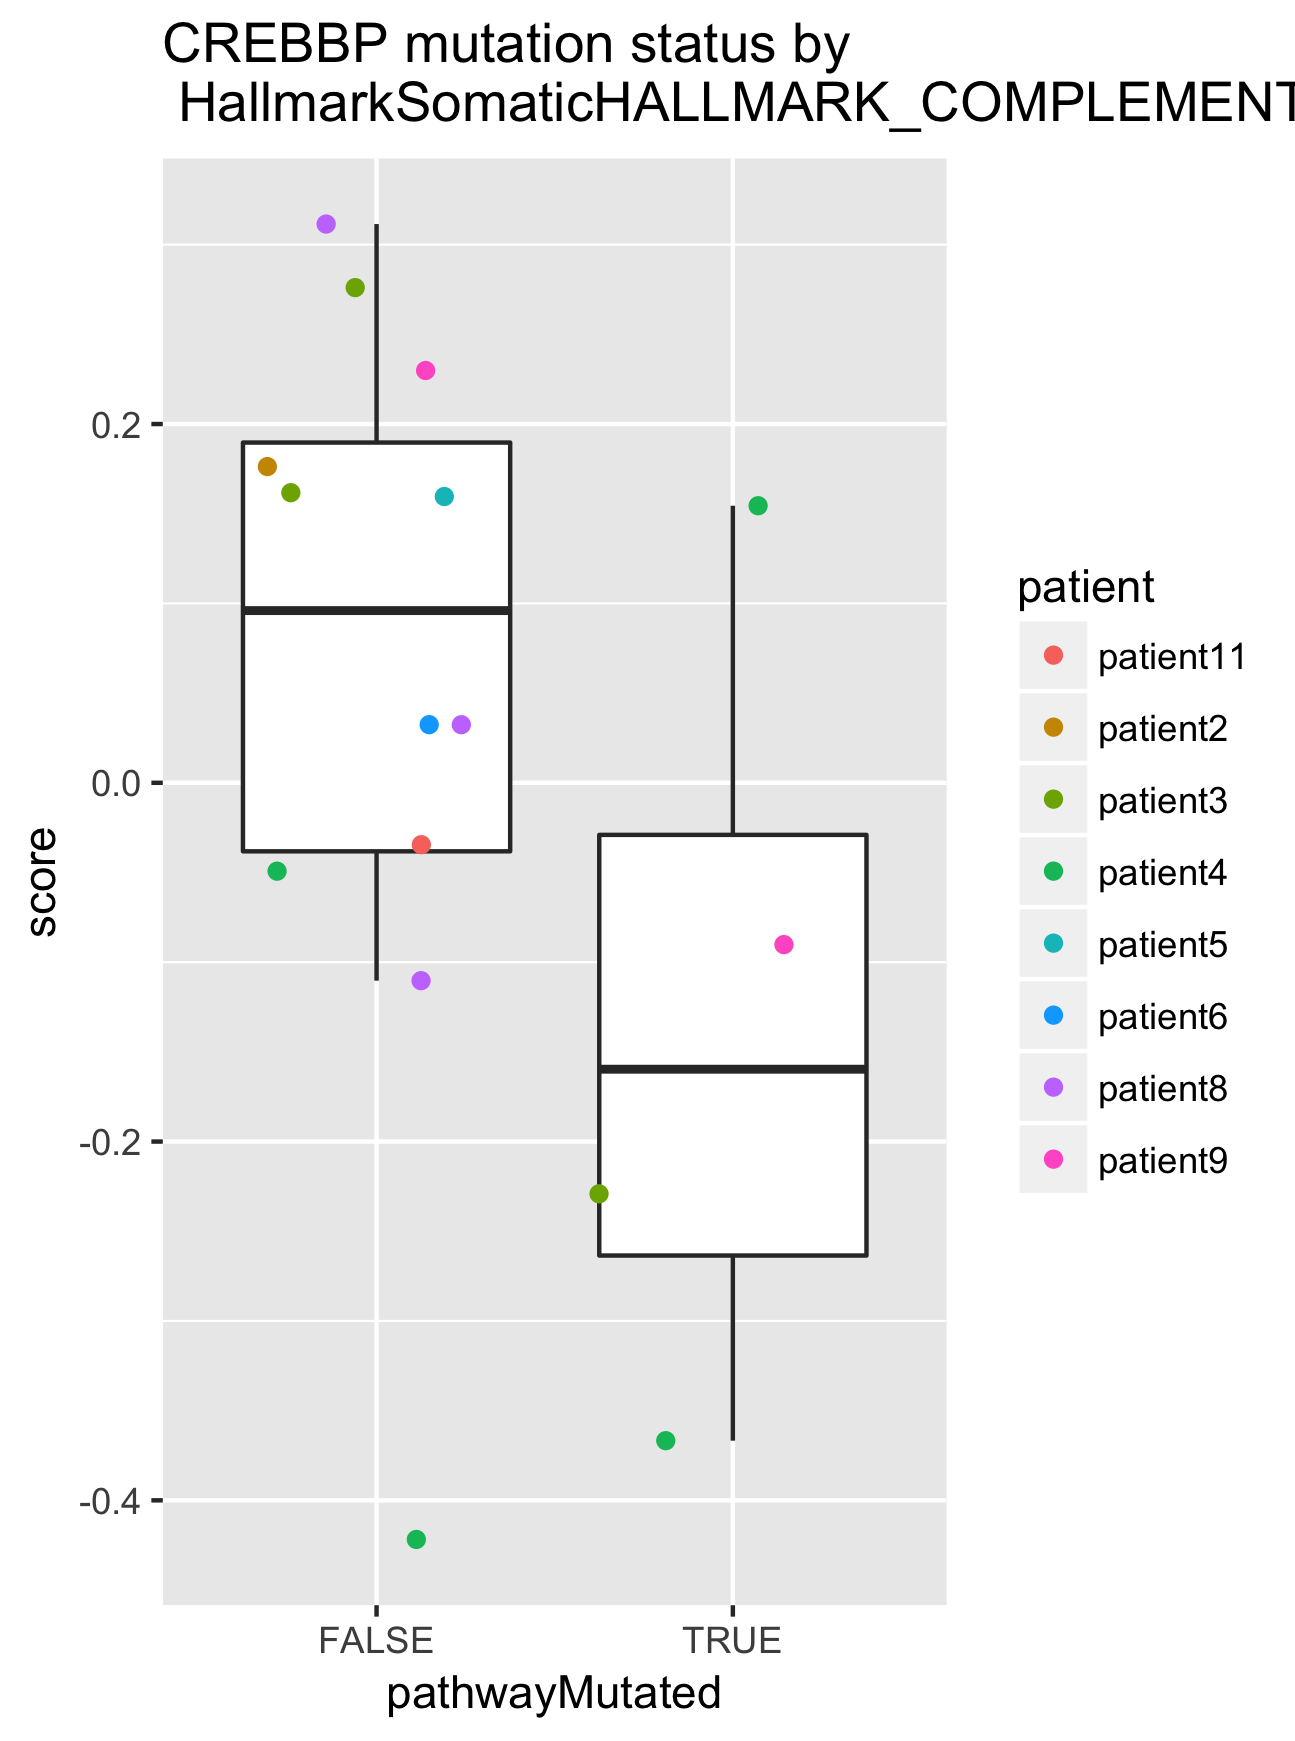 CREBBP mutation status by
HallmarkSomaticHALLMARK_COMPLEMENT
0.2
0.0
-0.2
-0.4
score
FALSE
TRUE
pathwayMutated
patient
patient11
patient2
patient3
patient4
patient5
patient6
patient8
patient9